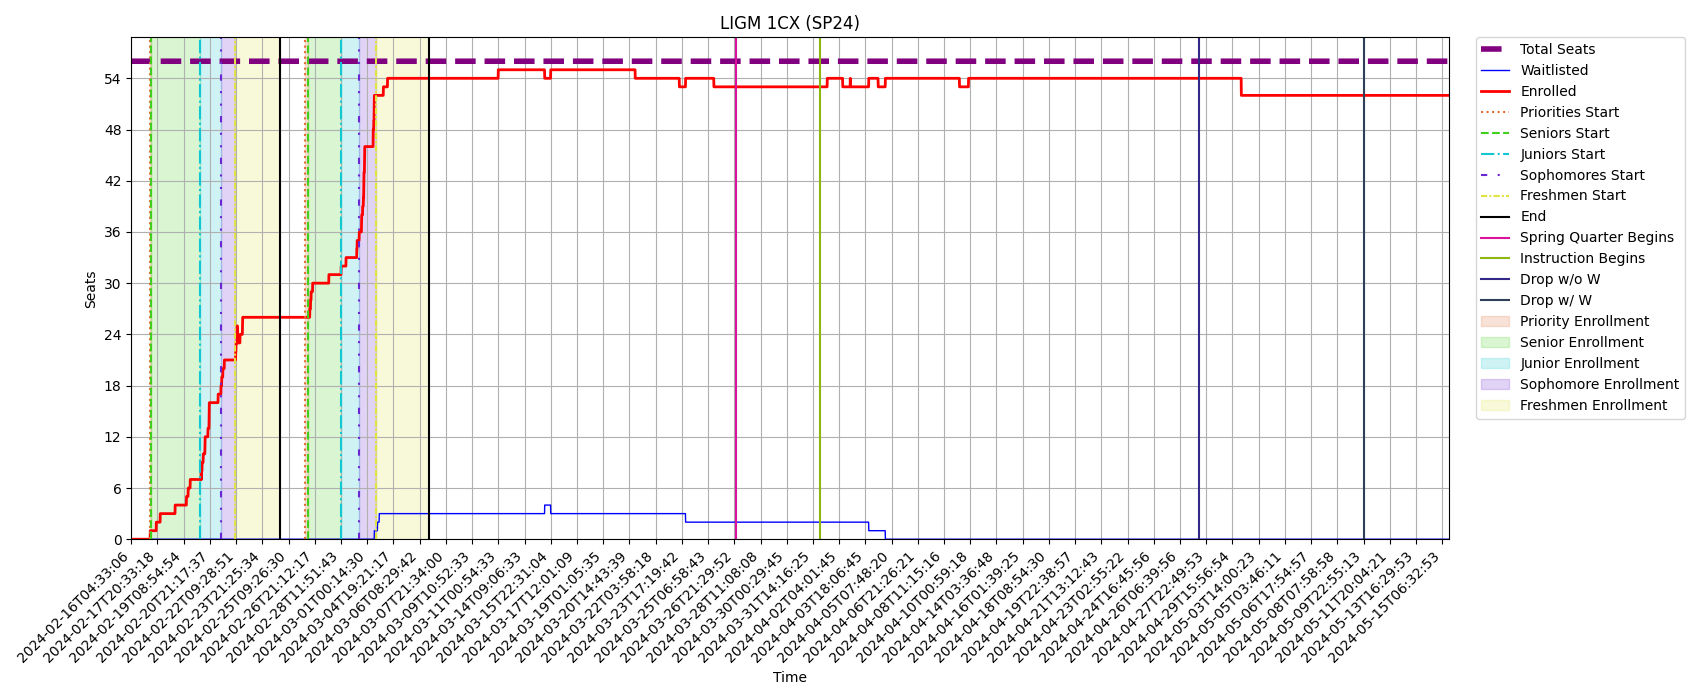 LIGM 1CX (SP24)
Seats
54
48
42
36
30
24
18
12
6
0
2024-02-16T04:33:06
2024-02-17T20:33:18
2024-02-19T08:54:54
2024-02-20T21:17:37
2024-02-22T09:28:51
2024-02-23T21:25:34
2024-02-25T09:26:30
2024-02-26T21:12:17
2024-02-28T11:51:43
2024-03-01T00:14:30
2024-03-04T19:21:17
2024-03-06T08:29:42
2024-03-07T21:34:00
2024-03-09T10:52:33
2024-03-11T00:54:33
2024-03-14T09:06:33
2024-03-15T22:31:04
2024-03-17T12:01:09
2024-03-19T01:05:35
2024-03-20T14:43:39
2024-03-22T03:58:18
2024-03-23T17:19:42
2024-03-25T06:58:43
2024-03-26T21:29:52
2024-03-28T11:08:08
2024-03-30T00:29:45
2024-03-31T14:16:25
2024-04-02T04:01:45
2024-04-03T18:06:45
2024-04-05T07:48:20
2024-04-06T21:26:21
2024-04-08T11:15:16
2024-04-10T00:59:18
2024-04-14T03:36:48
2024-04-16T01:39:25
2024-04-18T08:54:30
2024-04-19T22:38:57
2024-04-21T13:12:43
2024-04-23T02:55:22
2024-04-24T16:45:56
2024-04-26T06:39:56
2024-04-27T22:49:53
2024-04-29T15:56:54
2024-05-03T14:00:23
2024-05-05T03:46:11
2024-05-06T17:54:57
2024-05-08T07:58:58
2024-05-09T22:55:13
2024-05-11T20:04:21
2024-05-13T16:29:53
2024-05-15T06:32:53
Time
Total Seats
Waitlisted
Enrolled
Priorities Start
Seniors Start
Juniors Start
Sophomores Start
Freshmen Start
End
Spring Quarter Begins
Instruction Begins
Drop w/o W
Drop w/ W
Priority Enrollment
Senior Enrollment
Junior Enrollment
Sophomore Enrollment
Freshmen Enrollment